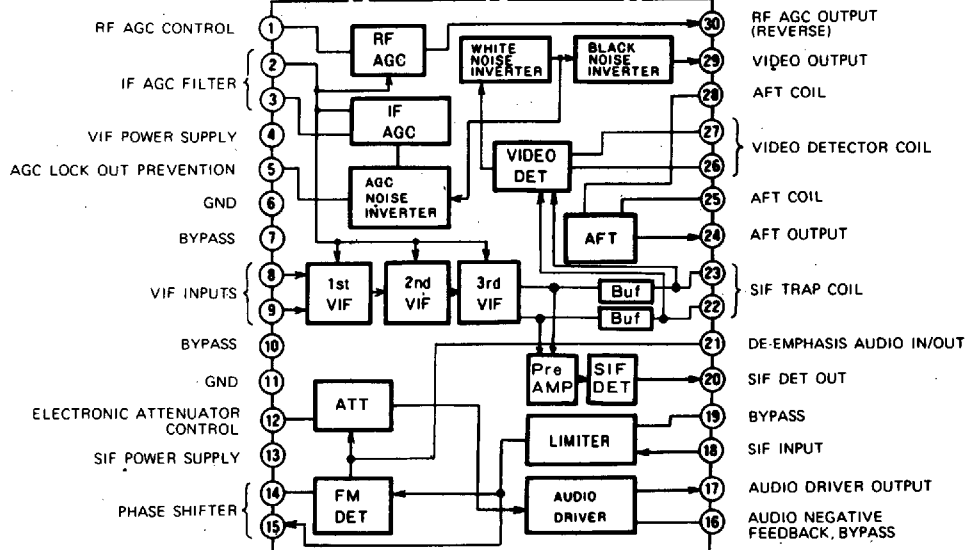 RF AGC CONTROL
1
IF AGC FILTER
2
3
VIF POWER SUPPLY
4
AGC LOCK OUT PREVENTION
5
GND
6
BYPASS
7
VIF INPUTS
8
9
BYPASS
10
GND
11
ELECTRONIC ATTENUATOR
CONTROL
12
SIF POWER SUPPLY
13
PHASE SHIFTER
14
15
RF
AGC
WHITE
NOISE
INVERTER
BLACK
NOISE
INVERTER
IF
AGC
VIDEO
DET
AGC
NOISE
INVERTER
AFT
1st
VIF
2nd
VIF
3rd
VIF
Buf
Buf
Pre
AMP
SIF
DET
ATT
LIMITER
FM
DET
AUDIO
DRIVER
30
RF AGC OUTPUT
(REVERSE)
29
VIDEO OUTPUT
28
AFT COIL
27
26
VIDEO DETECTOR COIL
25
AFT COIL
24
AFT OUTPUT
23
22
SIF TRAP COIL
21
DE-EMPHASIS AUDIO IN/OUT
20
SIF DET OUT
19
BYPASS
18
SIF INPUT
17
AUDIO DRIVER OUTPUT
16
AUDIO NEGATIVE
FEEDBACK, BYPASS